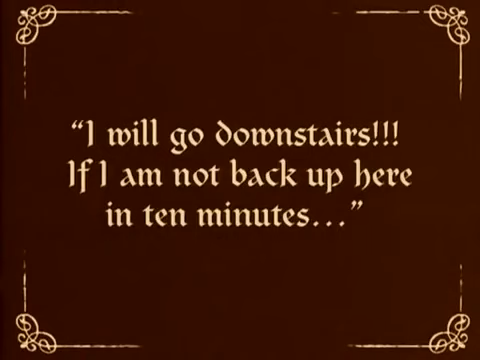 “I will go downstairs!!!
If I am not back up here
in ten minutes...”